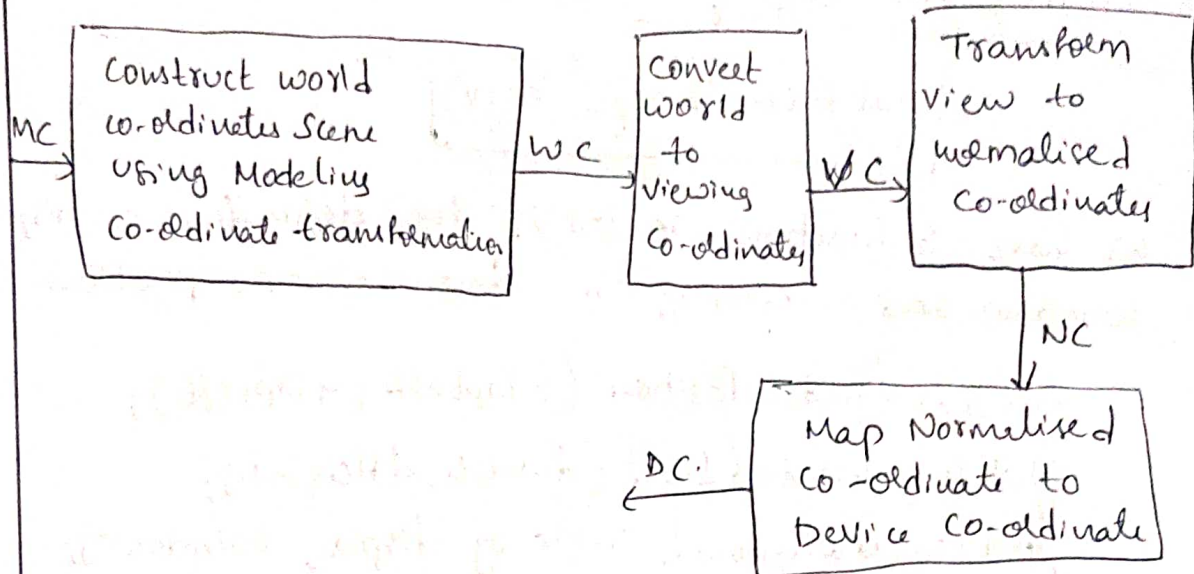 MC
Construct world
co-ordinates Scene
using Modeling
Co-ordinate transformation
WC
Convert
world
to
viewing
Co-ordinates
VC
Transform
View to
normalised
Co-ordinates
NC
Map Normalised
Co-ordinate to
Device Co-ordinate
DC.